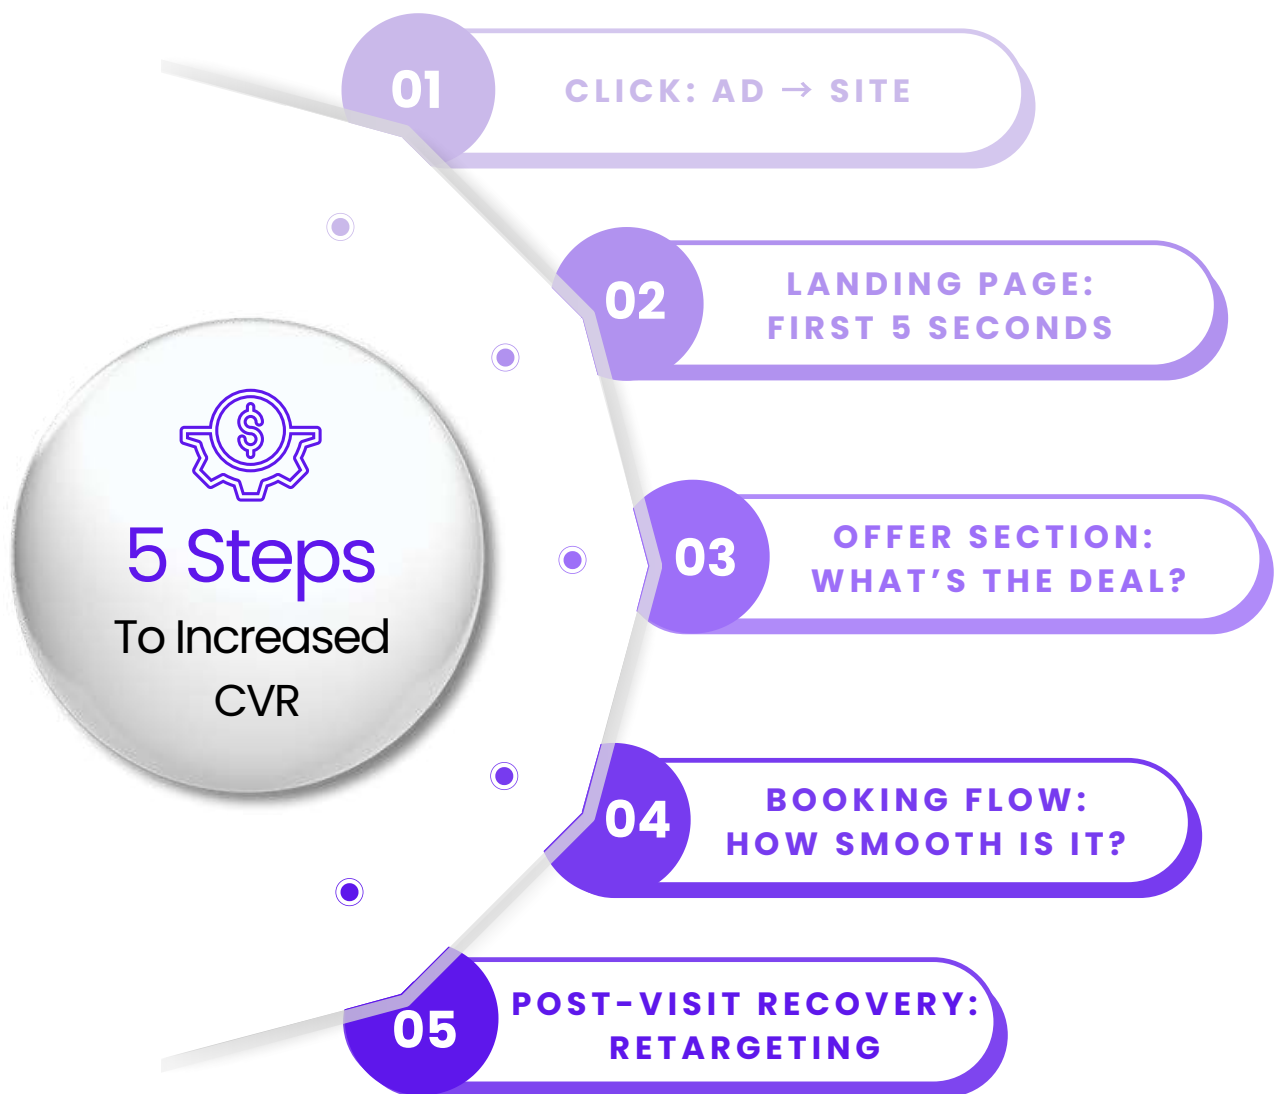 5 Steps
To Increased
CVR
$
01
CLICK: AD → SITE
02
LANDING PAGE:
FIRST 5 SECONDS
03
OFFER SECTION:
WHAT’S THE DEAL?
04
BOOKING FLOW:
HOW SMOOTH IS IT?
05
POST-VISIT RECOVERY:
RETARGETING